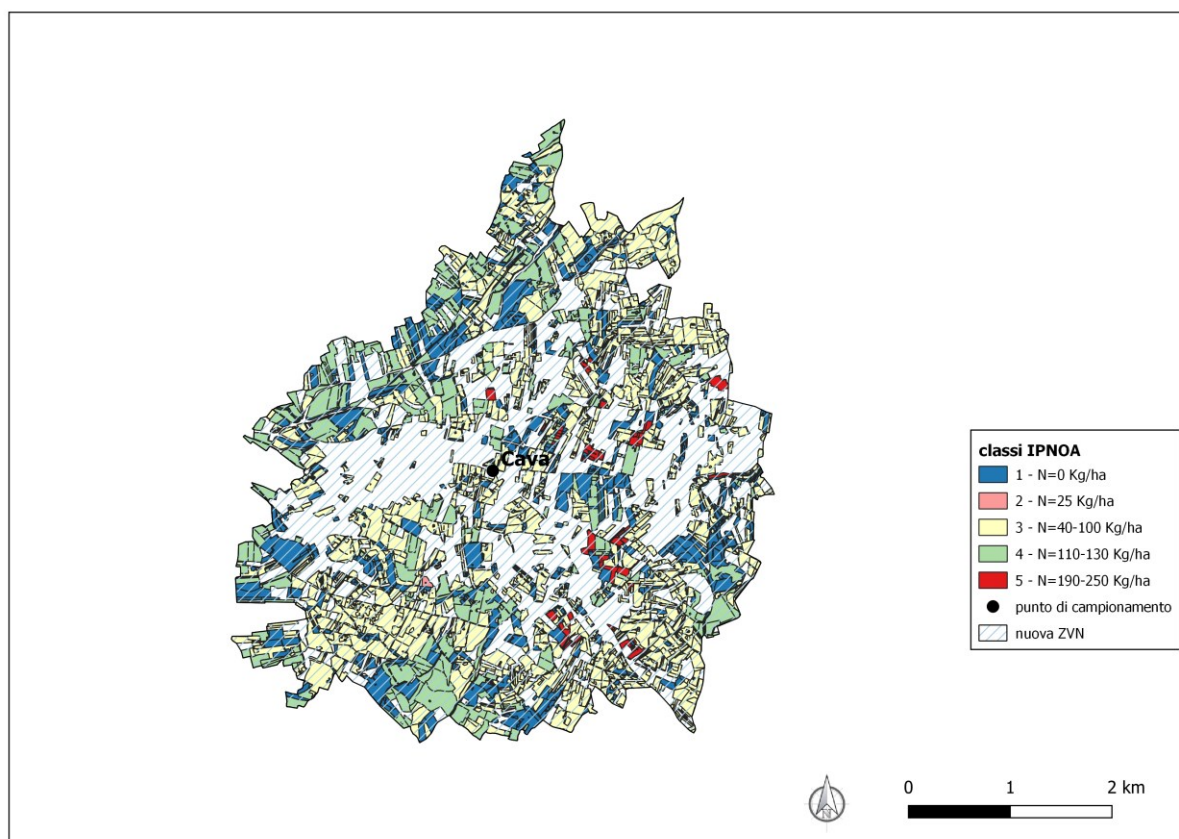 Cava
classi IPNOA
1 - N=0 Kg/ha
2 - N=25 Kg/ha
3 - N=40-100 Kg/ha
4 - N=110-130 Kg/ha
5 - N=190-250 Kg/ha
punto di campionamento
nuova ZVN
N
0 1 2 km